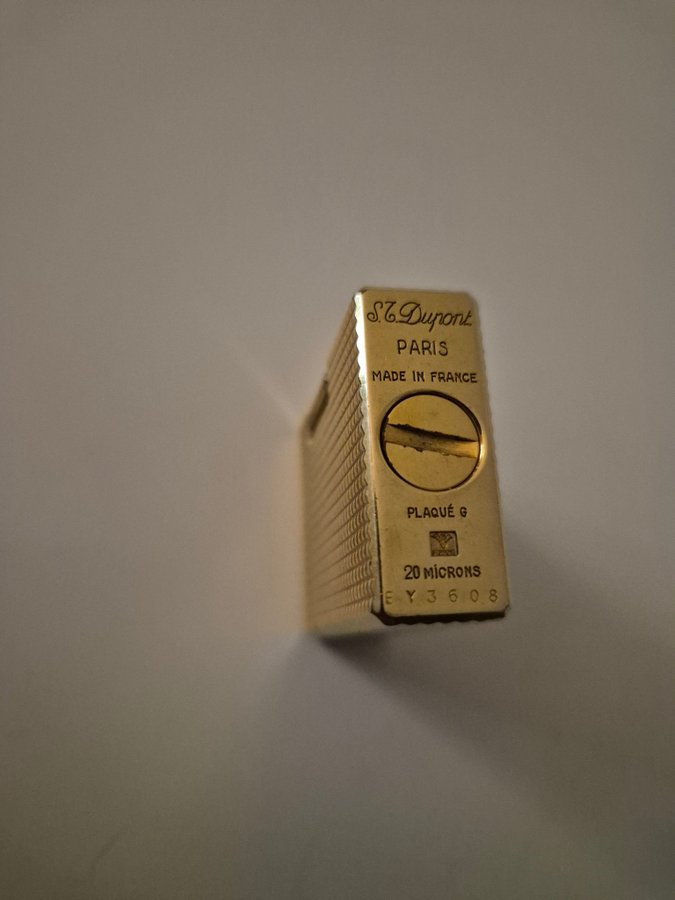 S.T. Dupont
PARIS
MADE IN FRANCE
PLAQUÉ G
20 MICRONS
EY3608